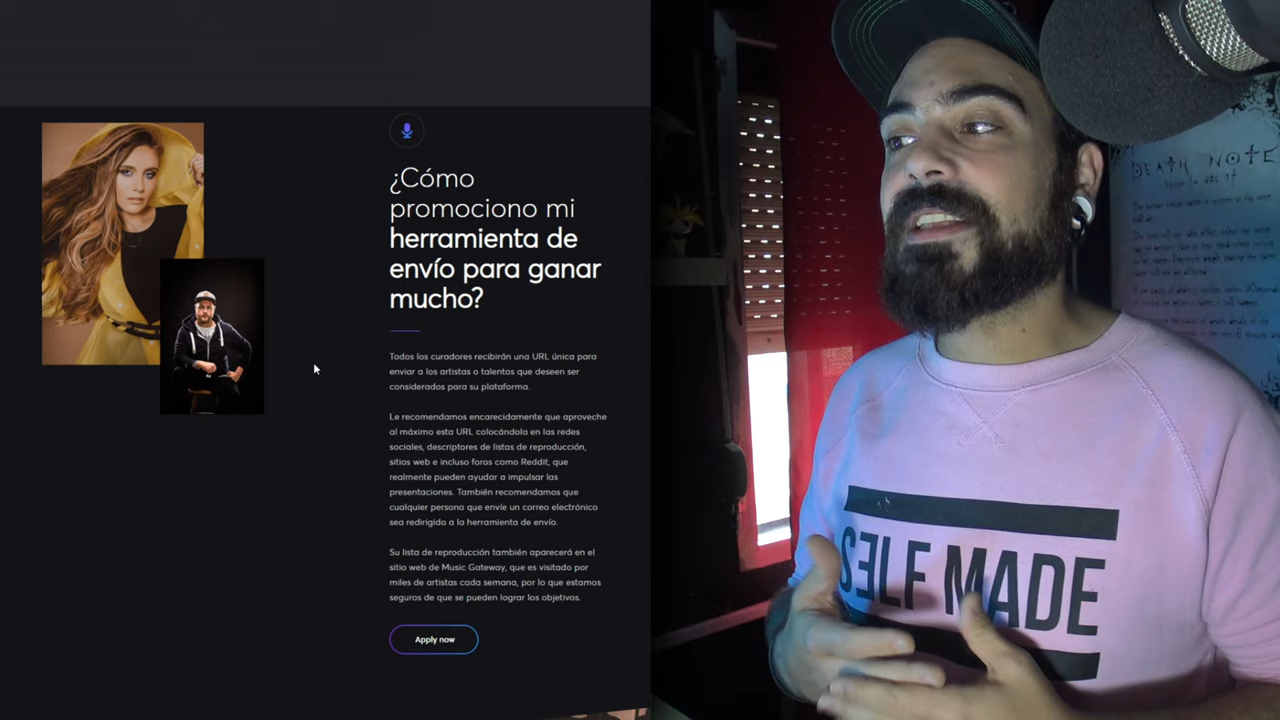 ¿Cómo
promociono mi
herramienta de
envío para ganar
mucho?
Todos los curadores recibirán una URL única para
enviar a los artistas o talentos que deseen ser
considerados para su plataforma.
Le recomendamos encarecidamente que aproveche
al máximo esta URL colocándola en las redes
sociales, descriptores de listas de reproducción,
sitios web e incluso foros como Reddit, que
realmente pueden ayudar a impulsar las
presentaciones. También recomendamos que
cualquier persona que envíe un correo electrónico
sea redirigido a la herramienta de envío.
Su lista de reproducción también aparecerá en el
sitio web de Music Gateway, que es visitado por
miles de artistas cada semana, por lo que estamos
seguros de que se pueden lograr los objetivos.
Apply now
DEATH NOTE
How to use it
SELF MADE